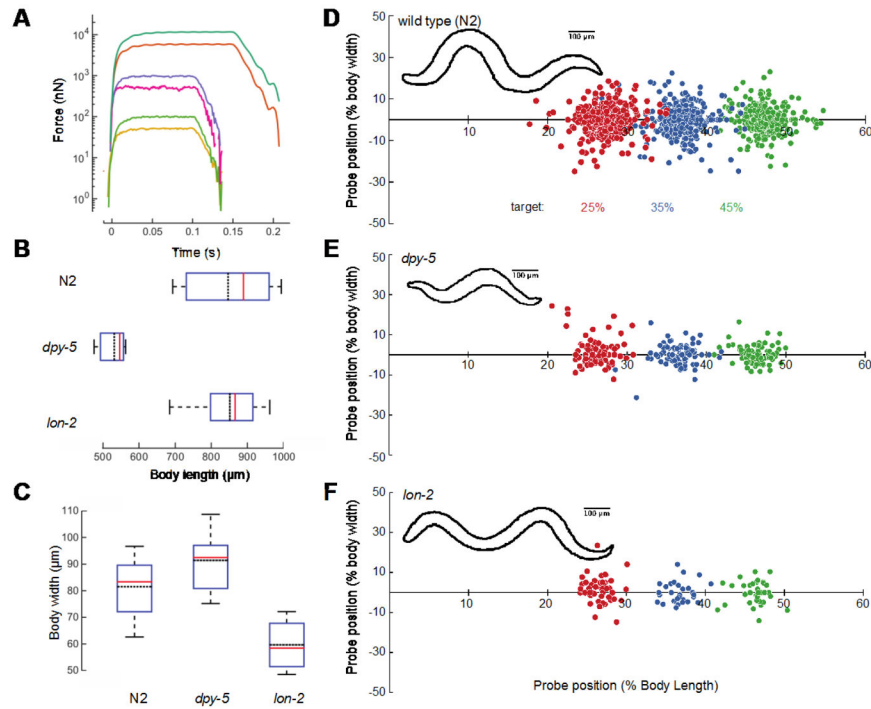 A
Force (nN)
10^4
10^3
10^2
10^1
10^0
0 0.05 0.1 0.15 0.2
Time (s)
B
N2
dpy-5
lon-2
500 600 700 800 900 1000
Body length (µm)
C
Body width (µm)
110
100
90
80
70
60
50
N2 dpy-5 lon-2
D
wild type (N2)
100 µm
Probe position (% body width)
50
30
10
-10
-30
-50
10 20 30 40 50 60
target: 25% 35% 45%
E
dpy-5
100 µm
Probe position (% body width)
50
30
10
-10
-30
-50
10 20 30 40 50 60
F
lon-2
100 µm
Probe position (% body width)
50
30
10
-10
-30
-50
10 20 30 40 50 60
Probe position (% Body Length)